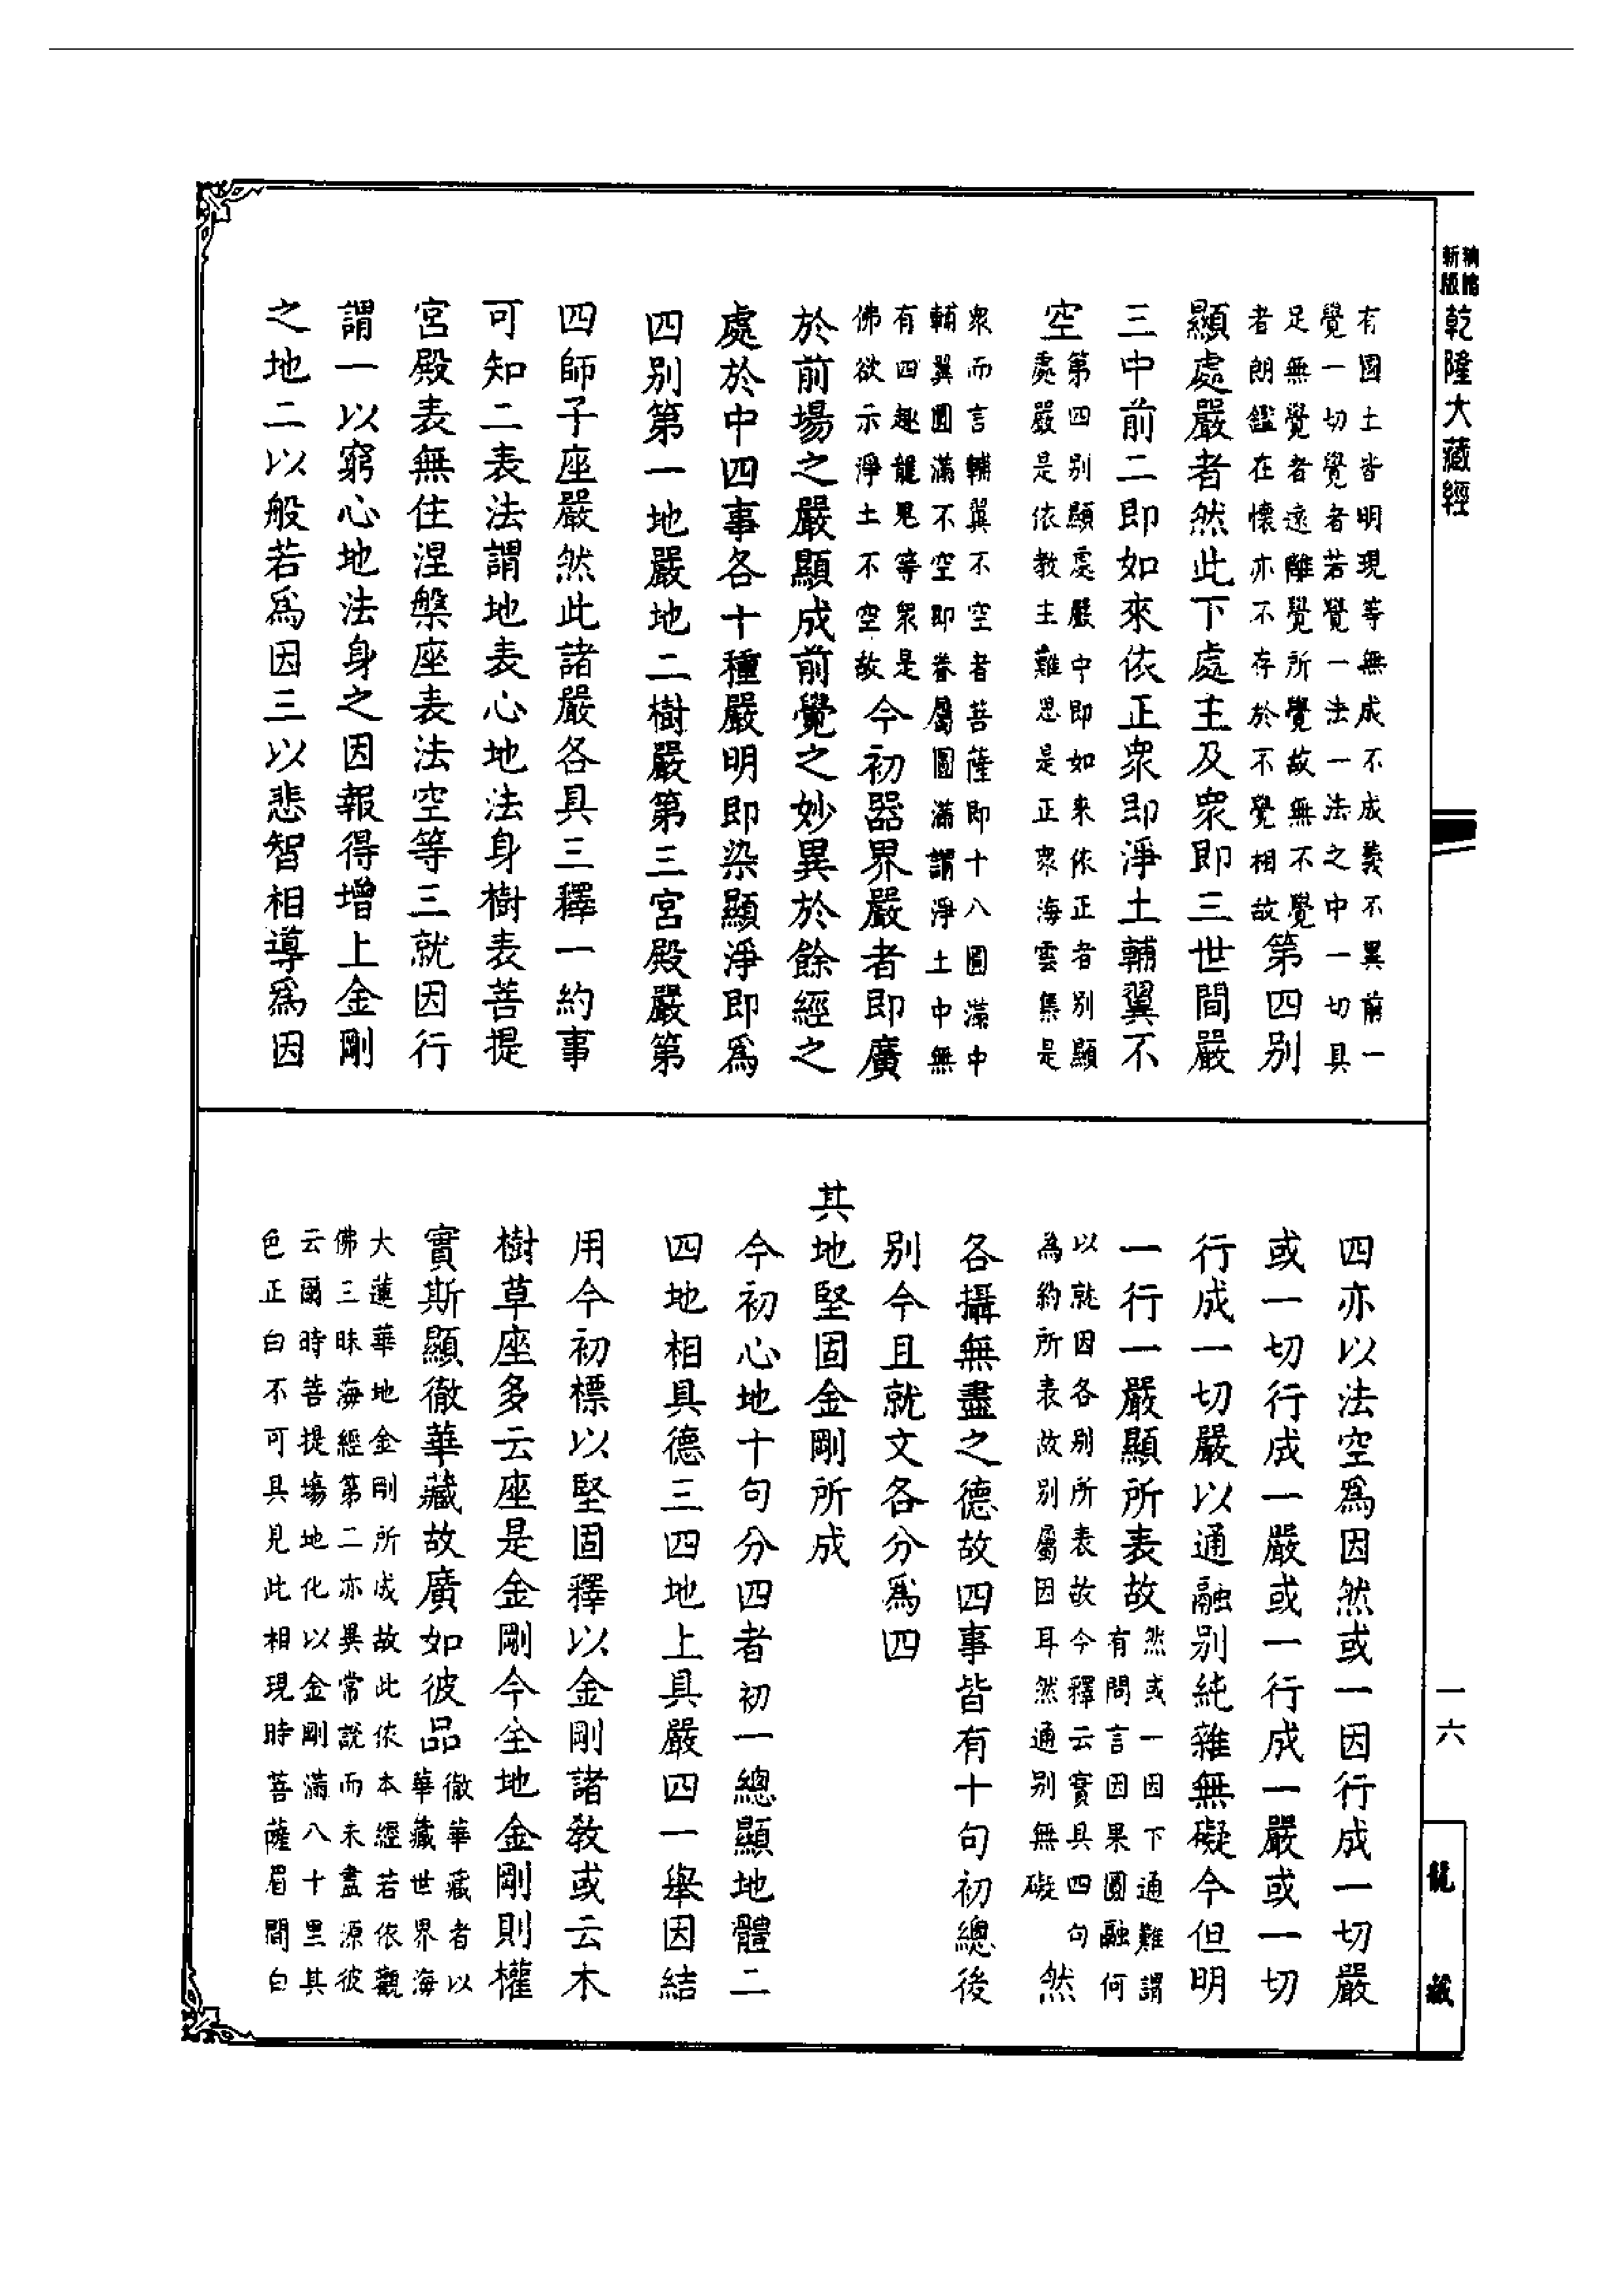 新版
精縮
乾隆大藏經
有國土皆明現等無成不成義不異前一
覺一切覺者若覺一法一法之中一切具
足無覺者遠離覺所覺故無不覺
者朗鑑在懷亦不存於不覺相故
第四別
顯處嚴者然此下處主及眾即三世間嚴
三中前二即如來依正眾即淨土輔翼不
空
第四別顯處嚴中即如來依正者別顯
處嚴是依教主難思是正眾海雲集是
眾而言輔翼不空者菩薩即十八圓滿中
輔翼圓滿不空即眷屬圓滿謂淨土中無
有四趣龍鬼等眾是
佛欲示淨土不空故
今初器界嚴者即廣
於前場之嚴顯成前覺之妙異於餘經之
處於中四事各十種嚴明即染顯淨即為
四別第一地嚴地二樹嚴第三宮殿嚴第
四師子座嚴然此諸嚴各具三釋一約事
可知二表法謂地表心地法身樹表菩提
宮殿表無住涅槃座表法空等三就因行
謂一以窮心地法身之因報得增上金剛
之地二以般若為因三以悲智相導為因
四亦以法空為因然或一因行成一切嚴
或一切行成一嚴或一行成一嚴或一切
行成一切嚴以通融別純雜無礙今但明
一行一嚴顯所表故
然或一因下通難謂
有問言因果圓融何
以就因各別所表故今釋云實具四句
為約所表故別屬因耳然通別無礙
然
各攝無盡之德故四事皆有十句初總後
別今且就文各分為四
其地堅固金剛所成
今初心地十句分四者初一總顯地體二
四地相具德三四地上具嚴四一舉因結
用今初標以堅固釋以金剛諸教或云木
樹草座多云座是金剛今全地金剛則權
實斯顯徹華藏故廣如彼品
徹華藏者以
華藏世界海
大蓮華地金剛所成故此依本經若依觀
佛三昧海經第二亦異常說而未盡源彼
云爾時菩提場地化以金剛滿八十里其
色正白不可具見此相現時菩薩眉間白
一六
龍藏